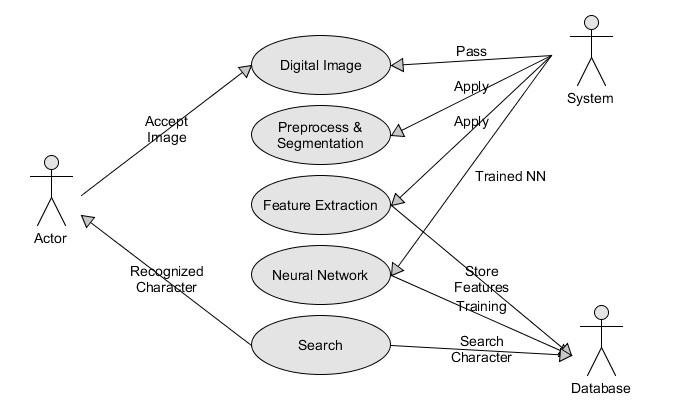 Digital Image
Pass
System
Apply
Accept
Image
Preprocess &
Segmentation
Apply
Trained NN
Feature Extraction
Actor
Recognized
Character
Neural Network
Store
Features
Training
Search
Search
Character
Database